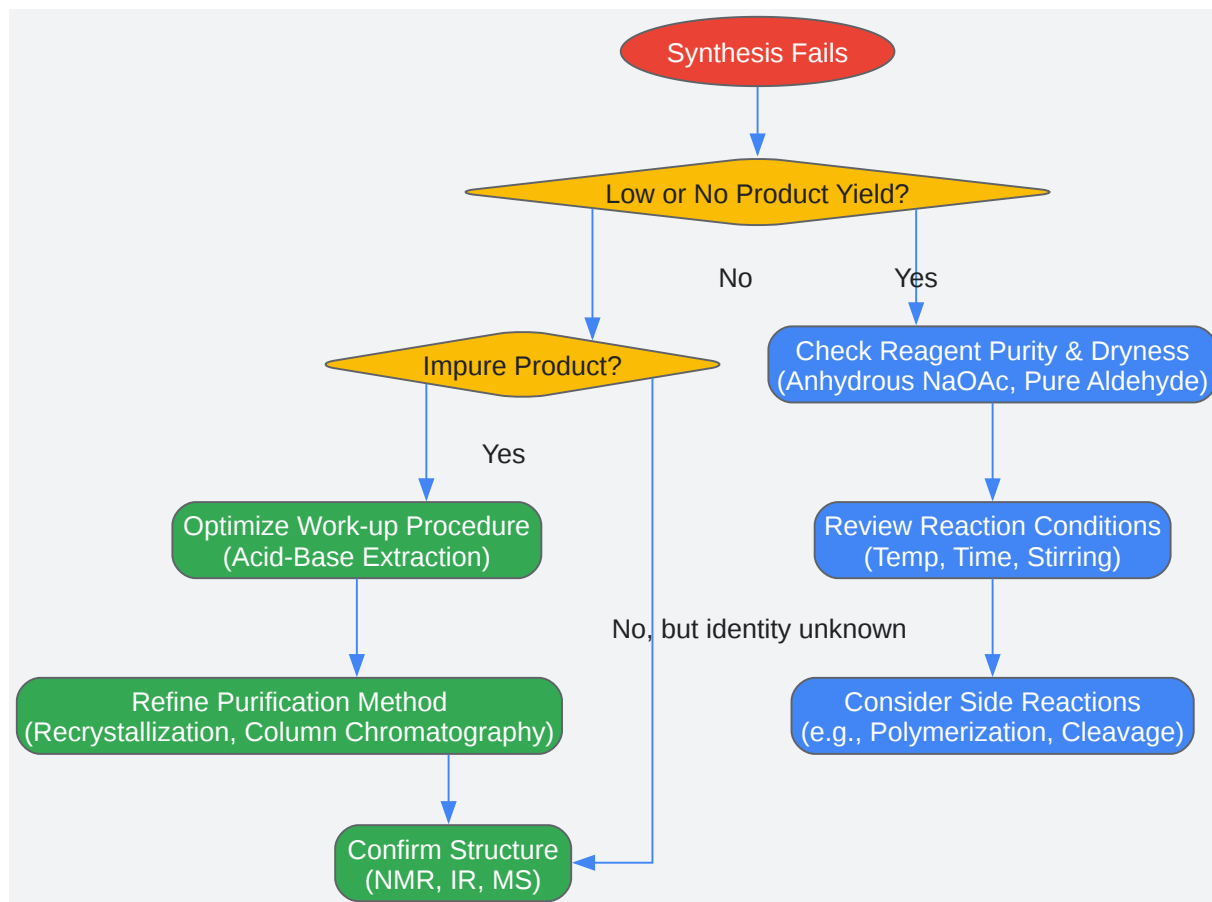 Synthesis Fails
Low or No Product Yield?
No
Yes
Impure Product?
Check Reagent Purity & Dryness
(Anhydrous NaOAc, Pure Aldehyde)
Yes
Optimize Work-up Procedure
(Acid-Base Extraction)
Review Reaction Conditions
(Temp, Time, Stirring)
No, but identity unknown
Refine Purification Method
(Recrystallization, Column Chromatography)
Consider Side Reactions
(e.g., Polymerization, Cleavage)
Confirm Structure
(NMR, IR, MS)